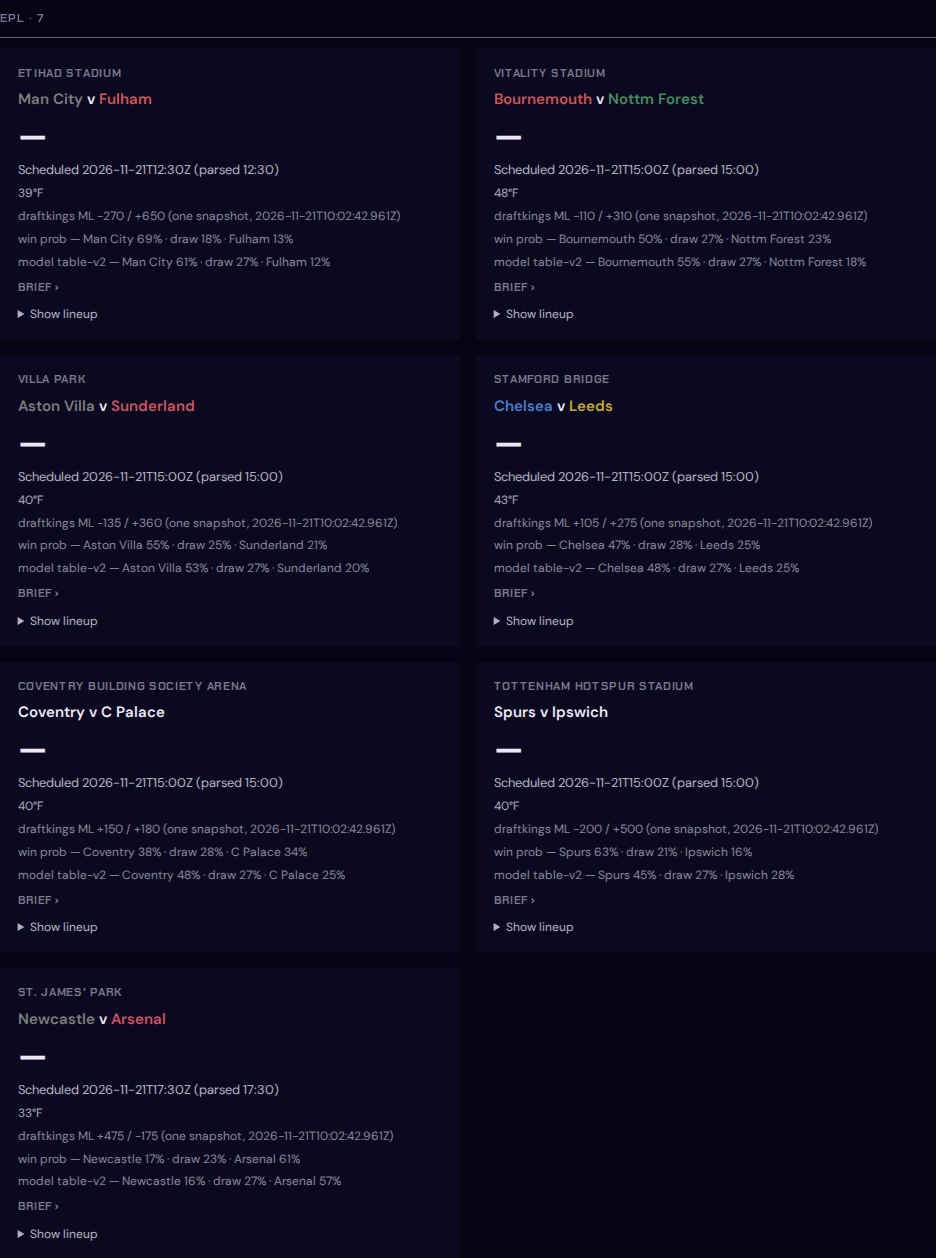 EPL · 7
ETIHAD STADIUM
Man City v Fulham
—
Scheduled 2026-11-21T12:30Z (parsed 12:30)
39°F
draftkings ML -270 / +650 (one snapshot, 2026-11-21T10:02:42.961Z)
win prob — Man City 69% · draw 18% · Fulham 13%
model table-v2 — Man City 61% · draw 27% · Fulham 12%
BRIEF ›
▶ Show lineup
VITALITY STADIUM
Bournemouth v Nottm Forest
—
Scheduled 2026-11-21T15:00Z (parsed 15:00)
48°F
draftkings ML -110 / +310 (one snapshot, 2026-11-21T10:02:42.961Z)
win prob — Bournemouth 50% · draw 27% · Nottm Forest 23%
model table-v2 — Bournemouth 55% · draw 27% · Nottm Forest 18%
BRIEF ›
▶ Show lineup
VILLA PARK
Aston Villa v Sunderland
—
Scheduled 2026-11-21T15:00Z (parsed 15:00)
40°F
draftkings ML -135 / +360 (one snapshot, 2026-11-21T10:02:42.961Z)
win prob — Aston Villa 55% · draw 25% · Sunderland 21%
model table-v2 — Aston Villa 53% · draw 27% · Sunderland 20%
BRIEF ›
▶ Show lineup
STAMFORD BRIDGE
Chelsea v Leeds
—
Scheduled 2026-11-21T15:00Z (parsed 15:00)
43°F
draftkings ML +105 / +275 (one snapshot, 2026-11-21T10:02:42.961Z)
win prob — Chelsea 47% · draw 28% · Leeds 25%
model table-v2 — Chelsea 48% · draw 27% · Leeds 25%
BRIEF ›
▶ Show lineup
COVENTRY BUILDING SOCIETY ARENA
Coventry v C Palace
—
Scheduled 2026-11-21T15:00Z (parsed 15:00)
40°F
draftkings ML +150 / +180 (one snapshot, 2026-11-21T10:02:42.961Z)
win prob — Coventry 38% · draw 28% · C Palace 34%
model table-v2 — Coventry 48% · draw 27% · C Palace 25%
BRIEF ›
▶ Show lineup
TOTTENHAM HOTSPUR STADIUM
Spurs v Ipswich
—
Scheduled 2026-11-21T15:00Z (parsed 15:00)
40°F
draftkings ML -200 / +500 (one snapshot, 2026-11-21T10:02:42.961Z)
win prob — Spurs 63% · draw 21% · Ipswich 16%
model table-v2 — Spurs 45% · draw 27% · Ipswich 28%
BRIEF ›
▶ Show lineup
ST. JAMES' PARK
Newcastle v Arsenal
—
Scheduled 2026-11-21T17:30Z (parsed 17:30)
33°F
draftkings ML +475 / -175 (one snapshot, 2026-11-21T10:02:42.961Z)
win prob — Newcastle 17% · draw 23% · Arsenal 61%
model table-v2 — Newcastle 16% · draw 27% · Arsenal 57%
BRIEF ›
▶ Show lineup